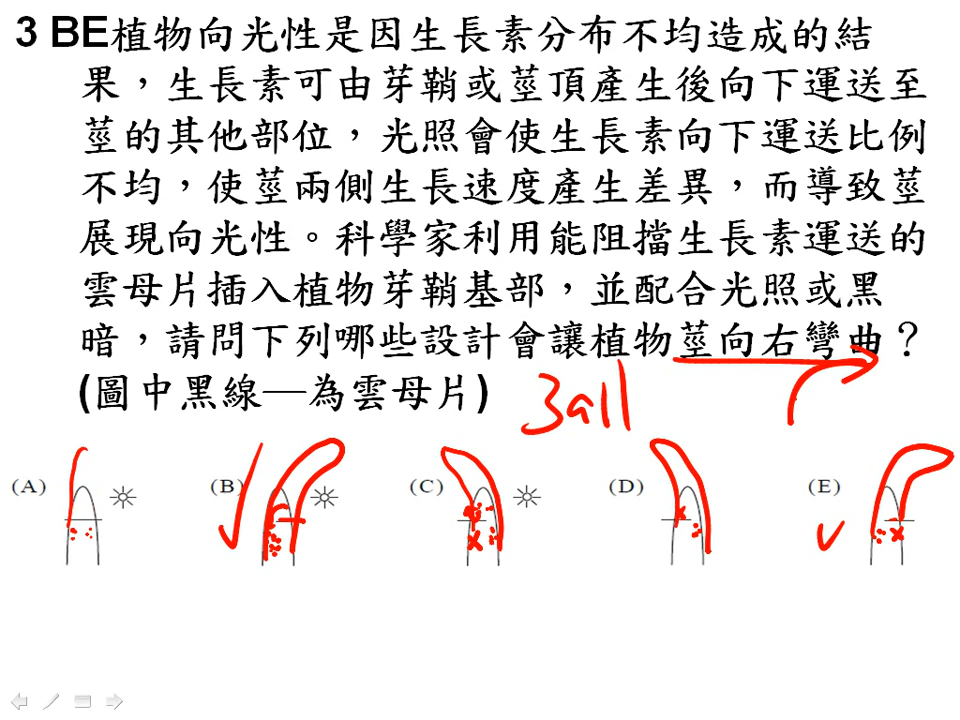 3 BE植物向光性是因生長素分布不均造成的結
果，生長素可由芽鞘或莖頂產生後向下運送至
莖的其他部位，光照會使生長素向下運送比例
不均，使莖兩側生長速度產生差異，而導致莖
展現向光性。科學家利用能阻擋生長素運送的
雲母片插入植物芽鞘基部，並配合光照或黑
暗，請問下列哪些設計會讓植物莖向右彎曲？
(圖中黑線—為雲母片)
3all
(A) (B) (C) (D) (E)